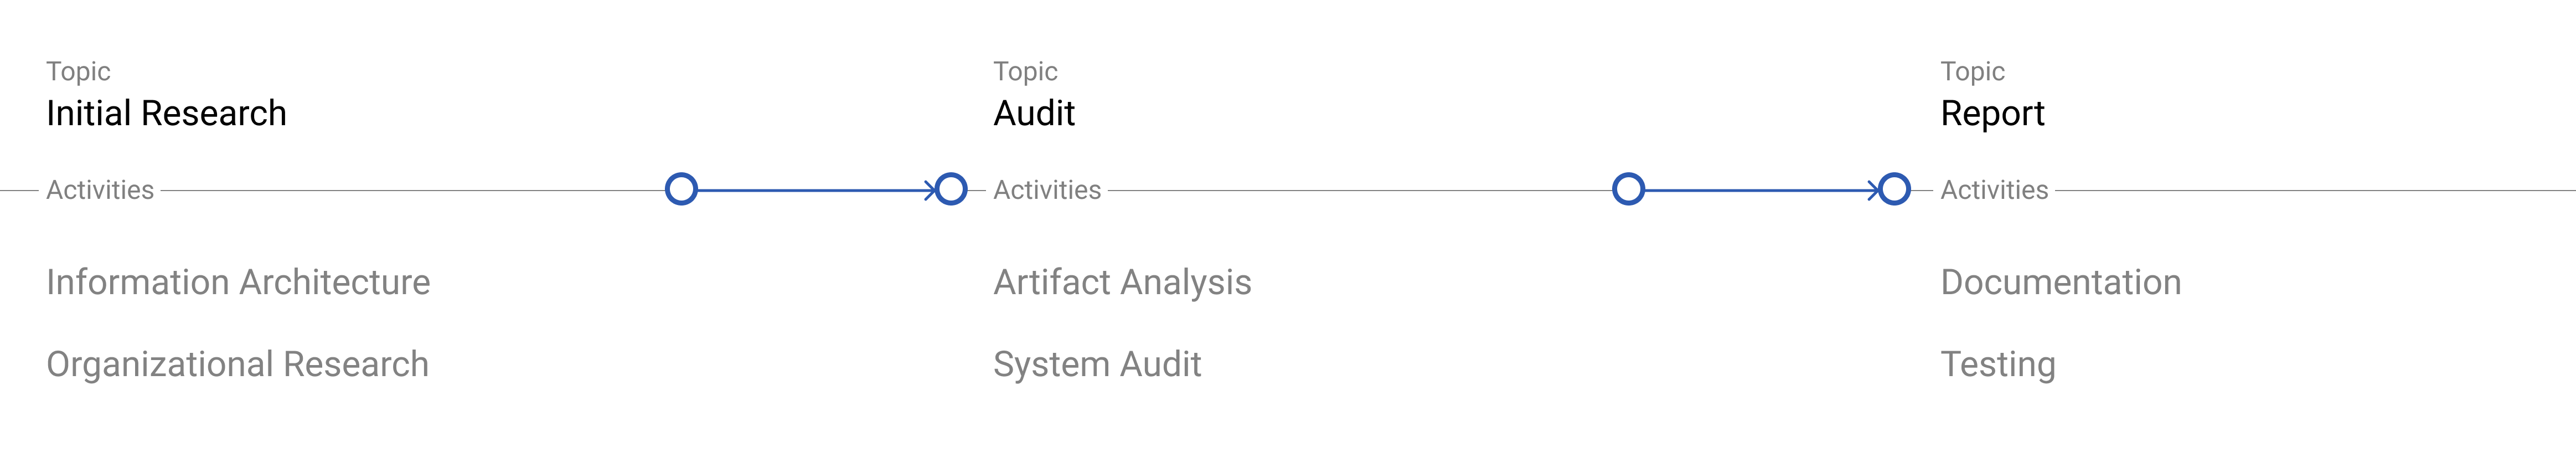 Topic
Initial Research
Activities
Information Architecture
Organizational Research
Topic
Audit
Activities
Artifact Analysis
System Audit
Topic
Report
Activities
Documentation
Testing